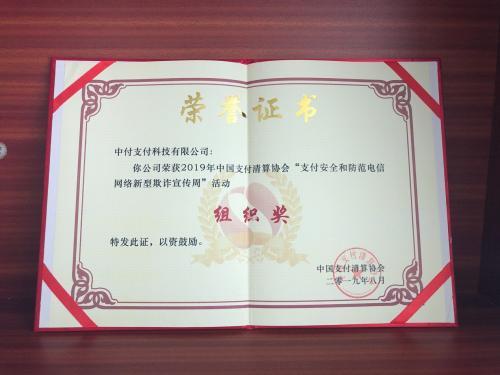 荣誉证书
中付支付科技有限公司：
你公司荣获2019年中国支付清算协会“支付安全和防范电信
网络新型欺诈宣传周”活动
组织奖
特发此证，以资鼓励。
中国支付清算协会
二零一九年八月